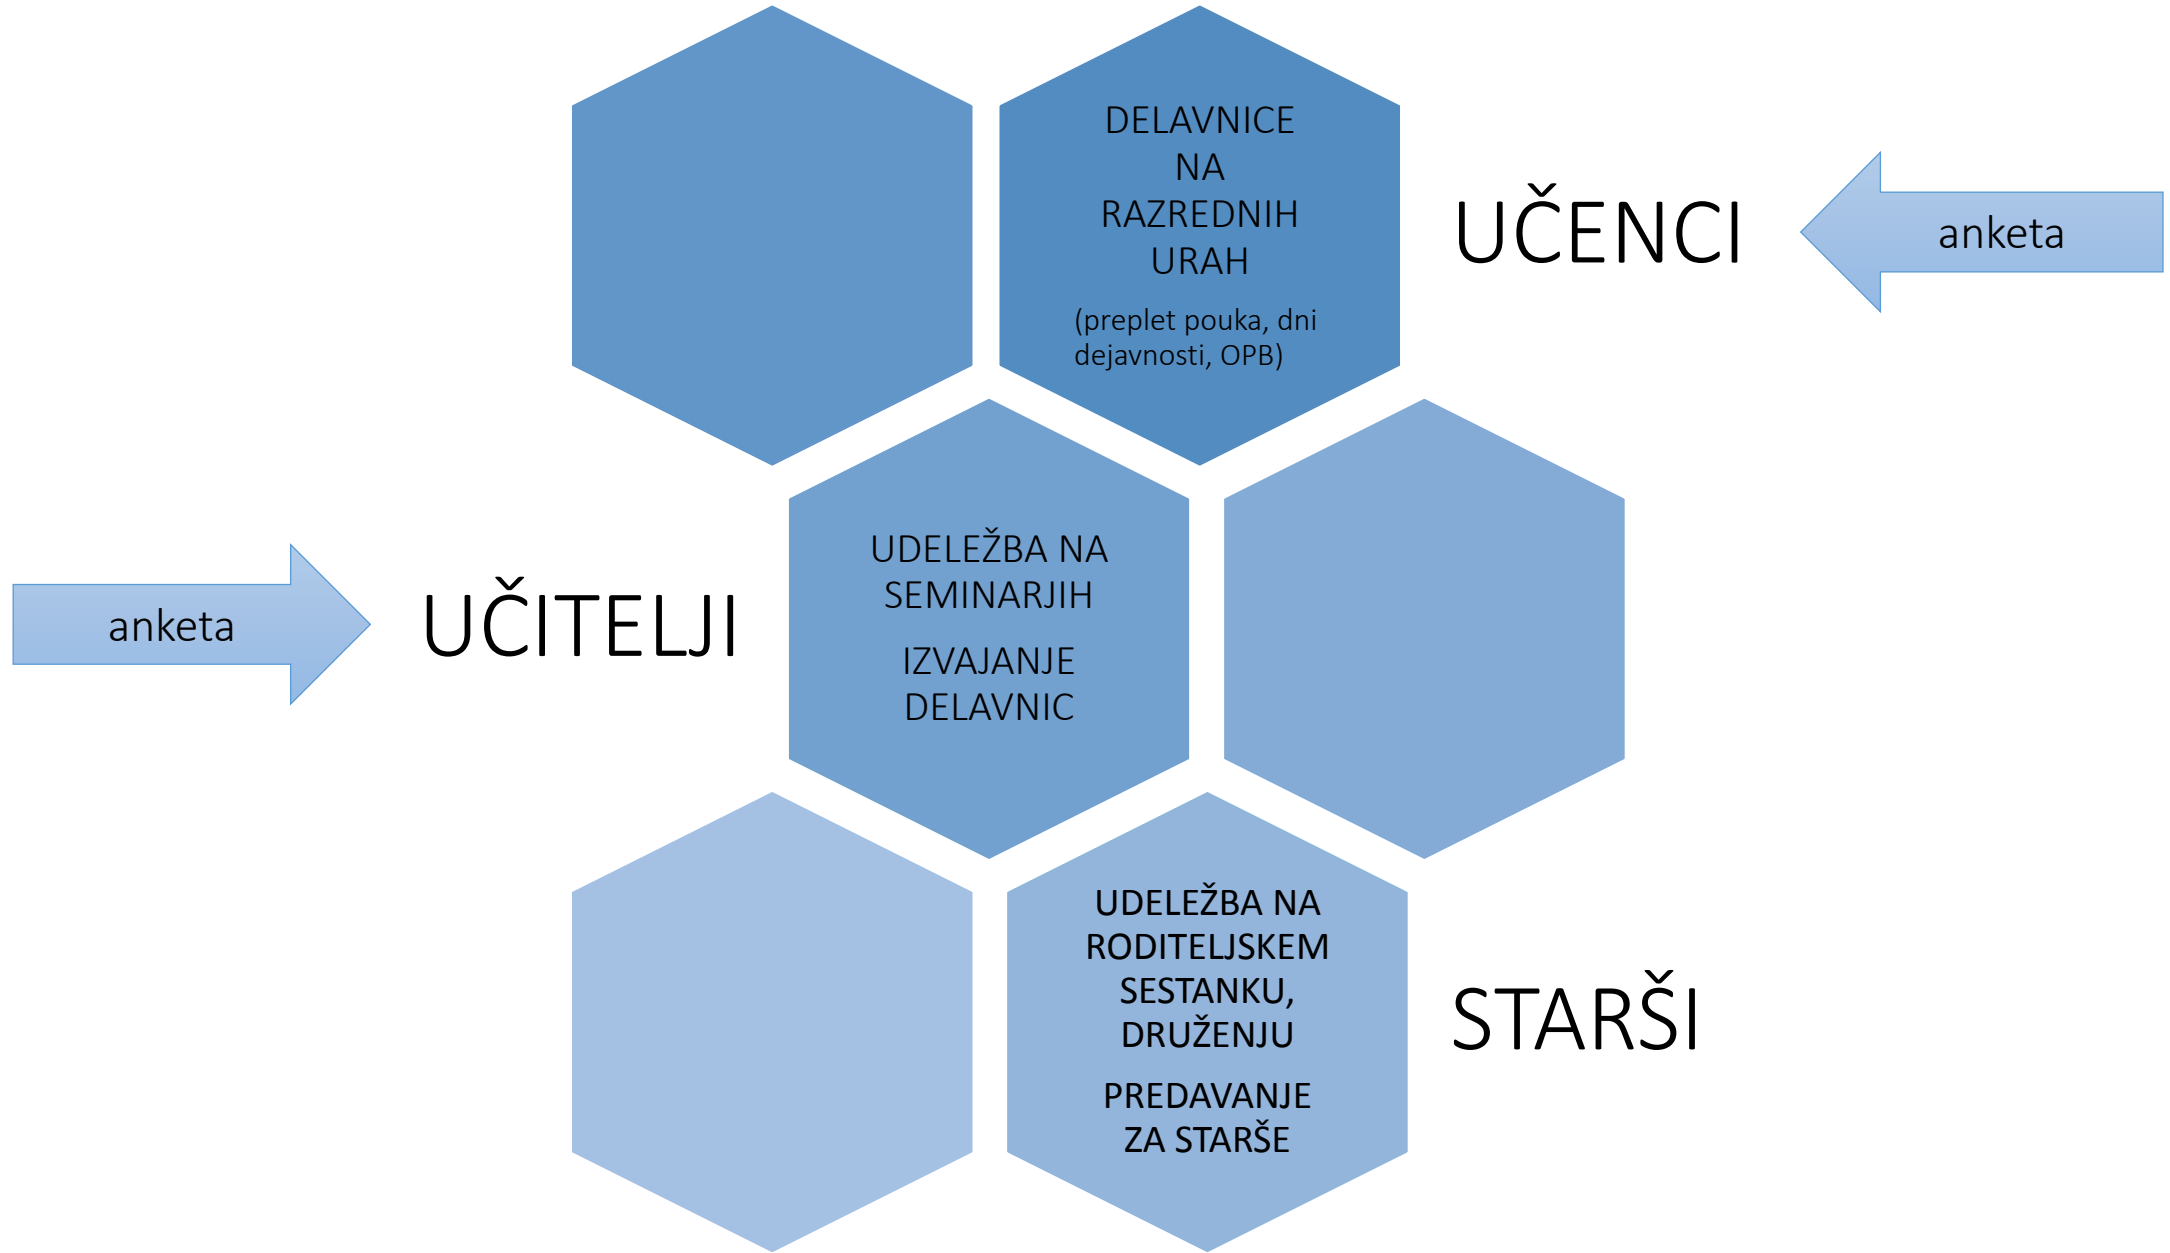 DELAVNICE
NA
RAZREDNIH
URAH
(preplet pouka, dni
dejavnosti, OPB)
UČENCI
anketa
anketa
UČITELJI
UDELEŽBA NA
SEMINARJIH
IZVAJANJE
DELAVNIC
UDELEŽBA NA
RODITELJSKEM
SESTANKU,
DRUŽENJU
PREDAVANJE
ZA STARŠE
STARŠI